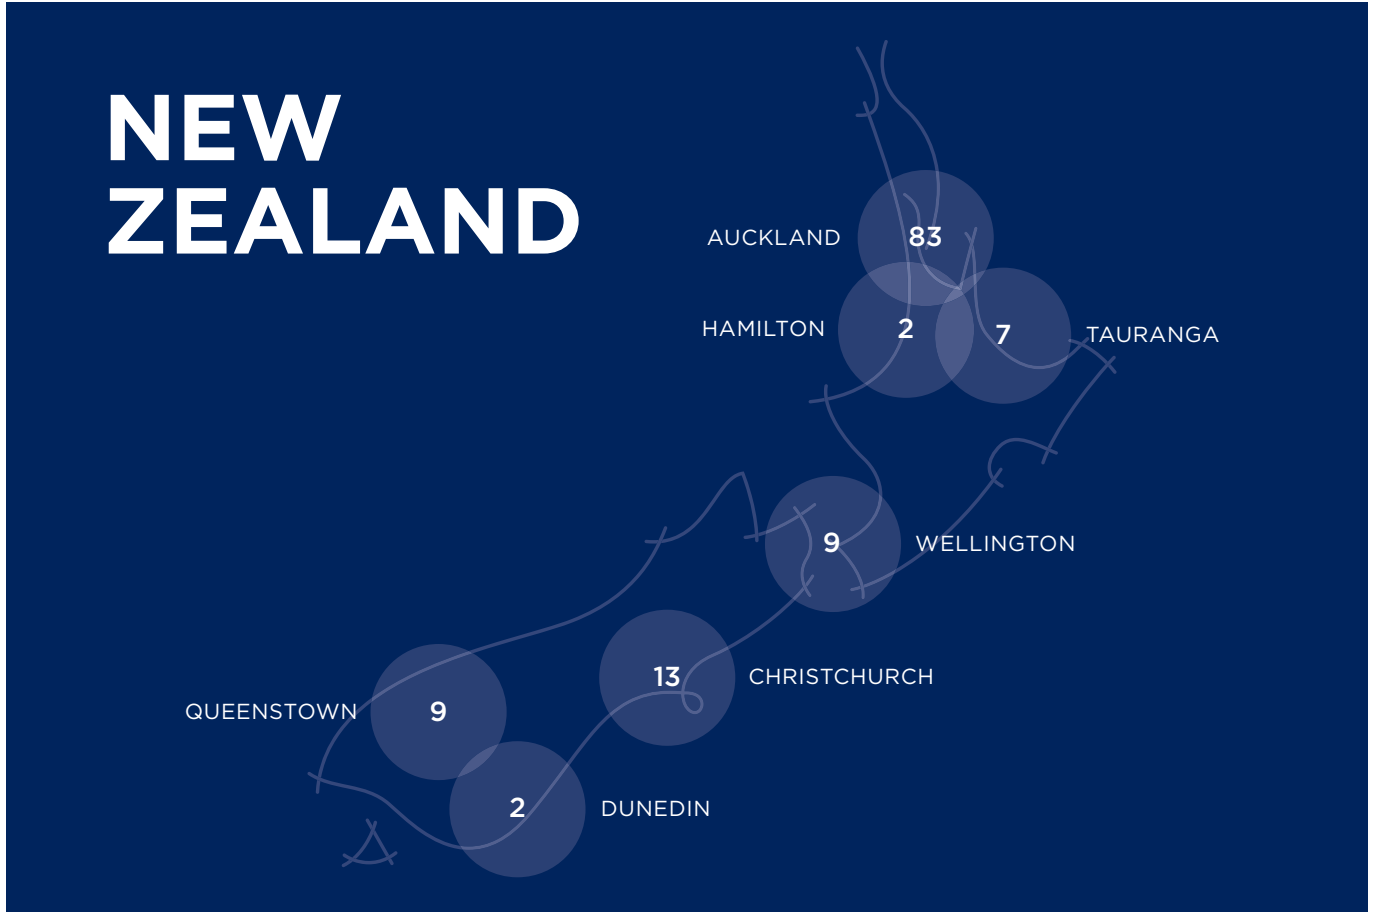 NEW
ZEALAND
AUCKLAND 83
HAMILTON 2
7 TAURANGA
9 WELLINGTON
13 CHRISTCHURCH
QUEENSTOWN 9
2 DUNEDIN